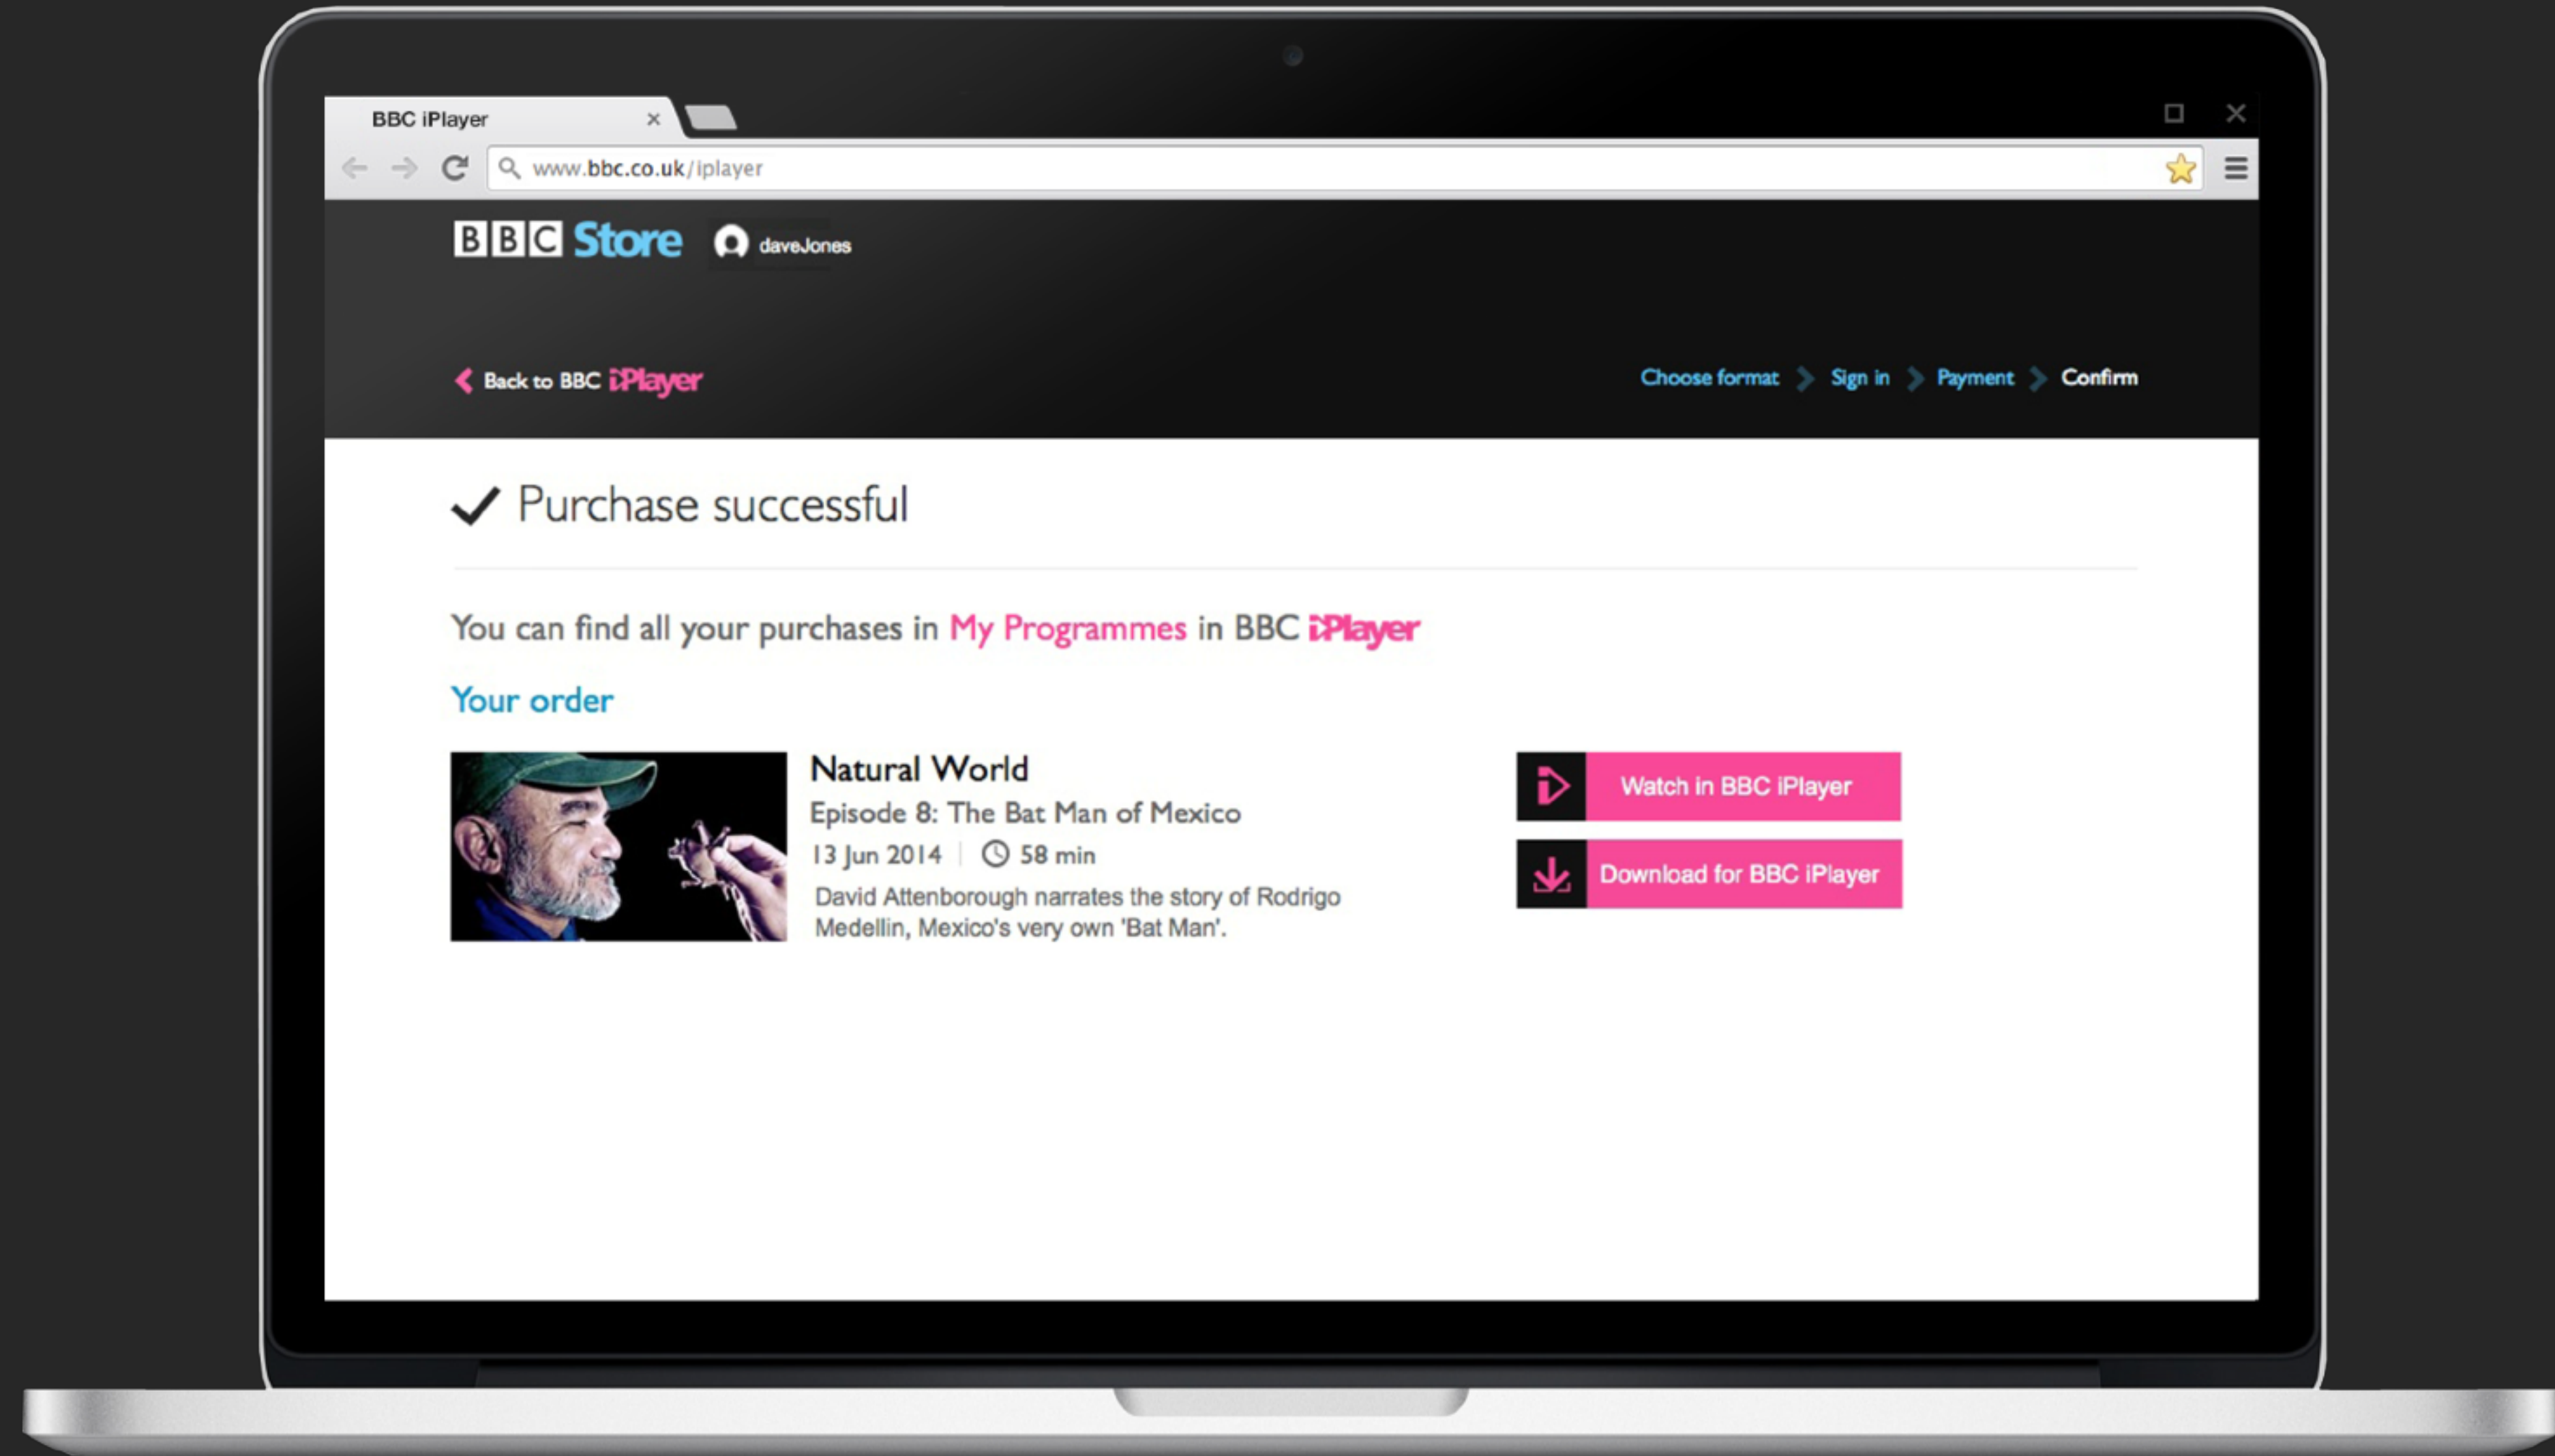 BBC iPlayer
www.bbc.co.uk/iplayer
BBC Store daveJones
Back to BBC iPlayer
Choose format Sign in Payment Confirm
Purchase successful
You can find all your purchases in My Programmes in BBC iPlayer
Your order
Natural World
Episode 8: The Bat Man of Mexico
13 Jun 2014 58 min
David Attenborough narrates the story of Rodrigo
Medellin, Mexico's very own 'Bat Man'.
Watch in BBC iPlayer
Download for BBC iPlayer